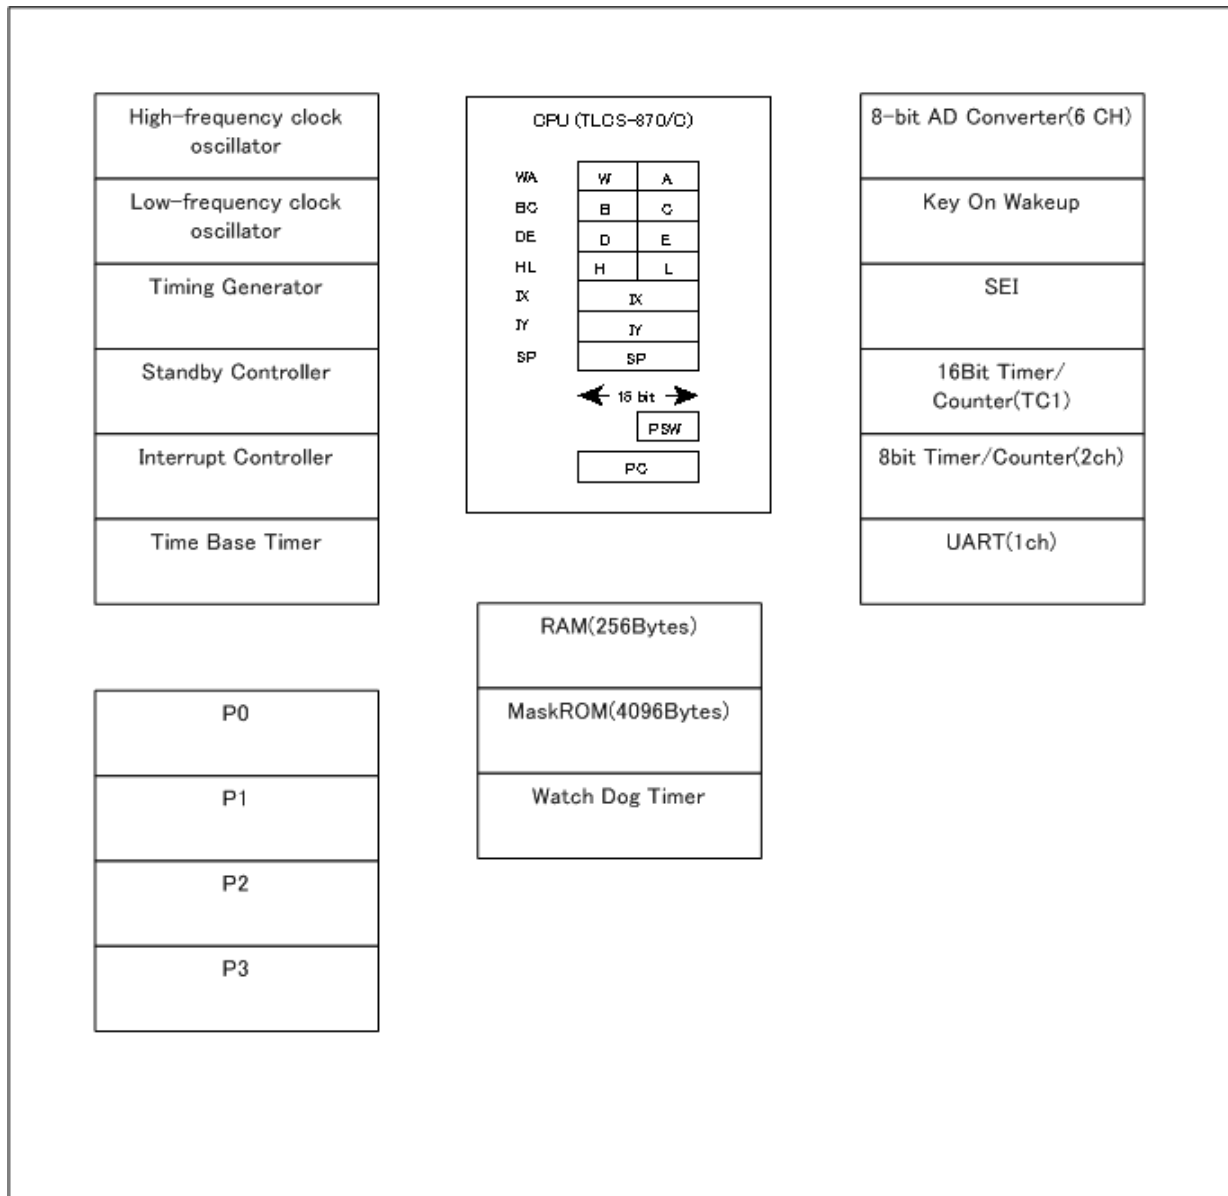 High-frequency clock
oscillator
Low-frequency clock
oscillator
Timing Generator
Standby Controller
Interrupt Controller
Time Base Timer
P0
P1
P2
P3
CPU (TLCS-870/C)
WA W A
BC B C
DE D E
HL H L
IX IX
IY IY
SP SP
16 bit
PSW
PC
RAM(256Bytes)
MaskROM(4096Bytes)
Watch Dog Timer
8-bit AD Converter(6 CH)
Key On Wakeup
SEI
16Bit Timer/
Counter(TC1)
8bit Timer/Counter(2ch)
UART(1ch)